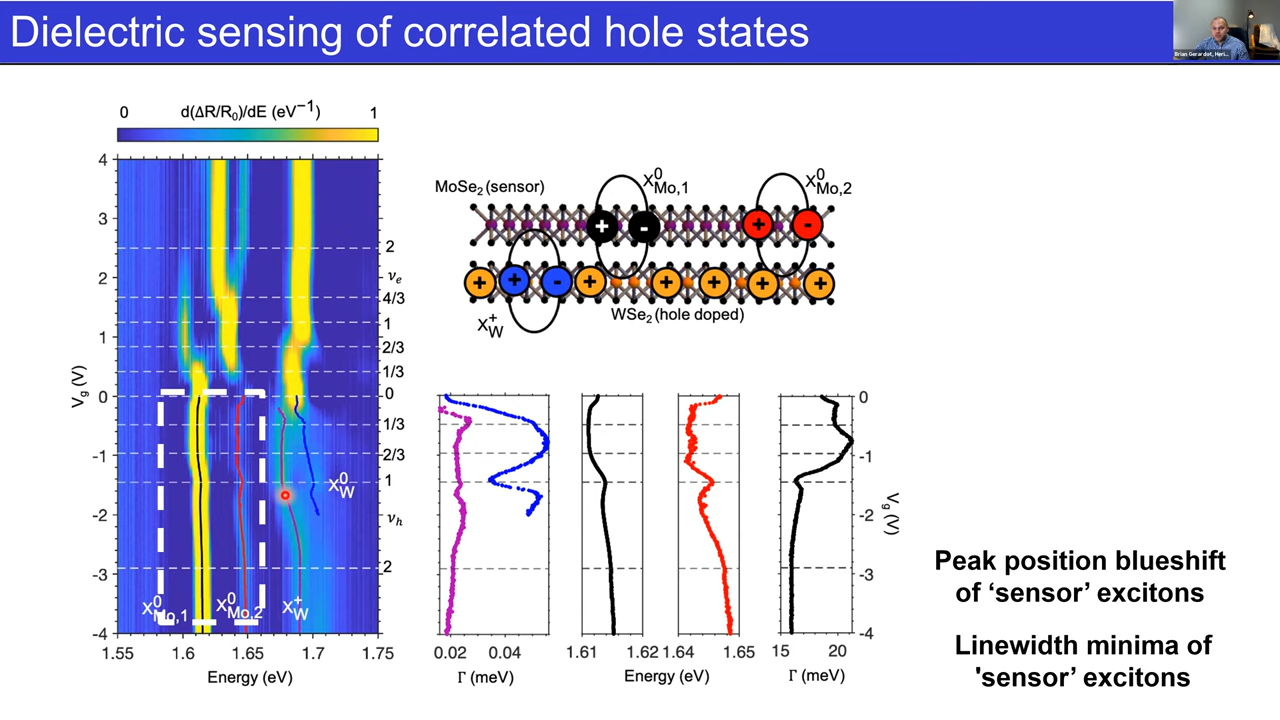 Dielectric sensing of correlated hole states
Brian Gerardot, Heri...
0 d(ΔR/R₀)/dE (eV⁻¹) 1
4
3
2
1
0
-1
-2
-3
-4
V_g (V)
2
ν_e
4/3
1
2/3
1/3
0
1/3
2/3
1
ν_h
2
X⁰_W
X⁰_Mo,1
X⁰_Mo,2
X⁺_W
1.55 1.6 1.65 1.7 1.75
Energy (eV)
MoSe₂ (sensor)
X⁰_Mo,1
X⁰_Mo,2
+ - + -
+ + - + + + + +
X⁺_W
WSe₂ (hole doped)
0
-1
-2
-3
-4
V_g (V)
0.02 0.04
Γ (meV)
1.61 1.62 1.64 1.65
Energy (eV)
15 20
Γ (meV)
Peak position blueshift
of ‘sensor’ excitons
Linewidth minima of
'sensor’ excitons